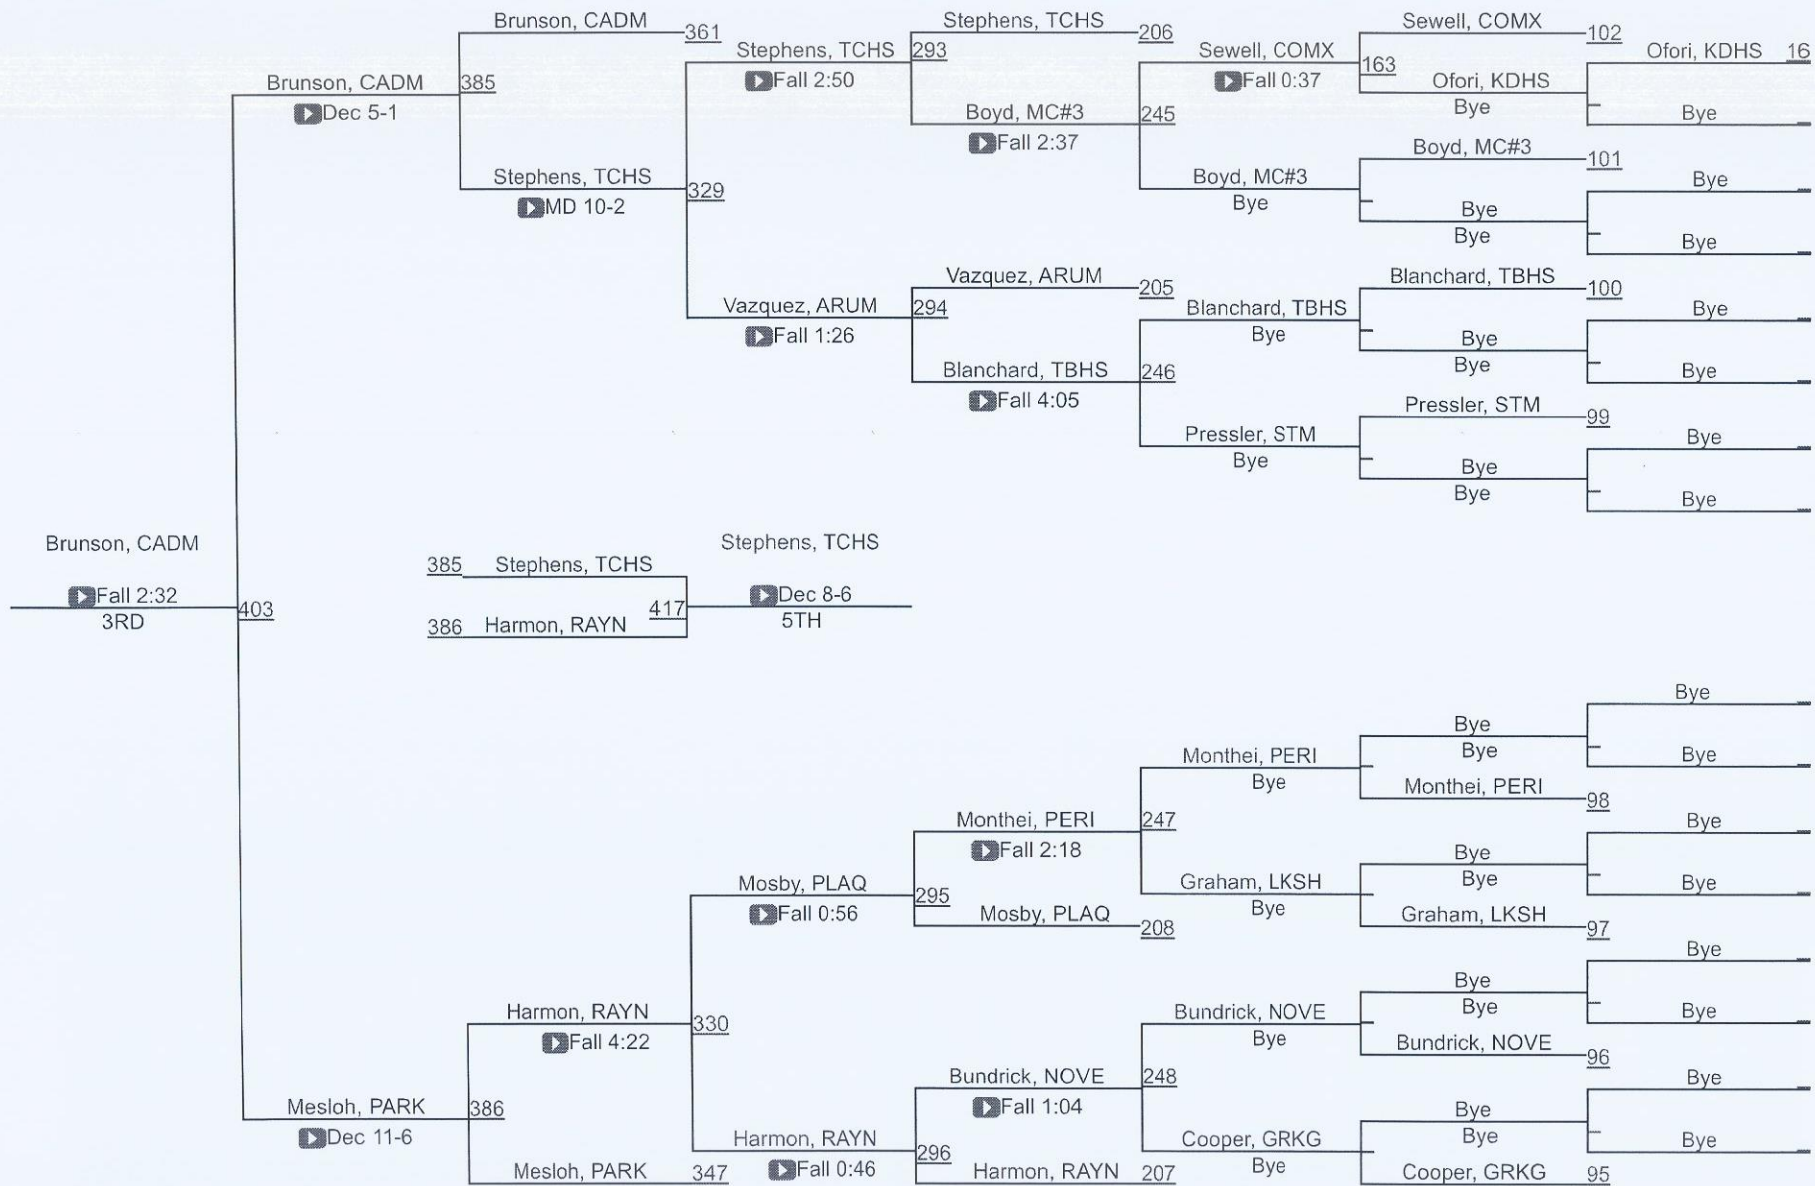 Brunson, CADM
361
Stephens, TCHS
206
Sewell, COMX
102
Stephens, TCHS
293
Sewell, COMX
163
Ofori, KDHS
16
Brunson, CADM
385
Fall 2:50
Fall 0:37
Ofori, KDHS
Bye
Dec 5-1
Boyd, MC#3
245
Bye
Fall 2:37
Boyd, MC#3
101
Stephens, TCHS
329
Boyd, MC#3
Bye
MD 10-2
Bye
Bye
Bye
Bye
Vazquez, ARUM
205
Blanchard, TBHS
100
Vazquez, ARUM
294
Blanchard, TBHS
Bye
Fall 1:26
Bye
Bye
Blanchard, TBHS
246
Bye
Bye
Fall 4:05
Pressler, STM
99
Pressler, STM
Bye
Bye
Bye
Bye
Bye
Brunson, CADM
Stephens, TCHS
385
Stephens, TCHS
Fall 2:32
403
417
Dec 8-6
3RD
5TH
386
Harmon, RAYN
Bye
Bye
Monthei, PERI
Bye
Bye
Bye
Monthei, PERI
98
Monthei, PERI
247
Bye
Fall 2:18
Bye
Mosby, PLAQ
295
Graham, LKSH
Bye
Bye
Fall 0:56
Mosby, PLAQ
208
Bye
Graham, LKSH
97
Bye
Harmon, RAYN
330
Bundrick, NOVE
Bye
Bye
Fall 4:22
Bye
Bundrick, NOVE
96
Bundrick, NOVE
248
Bye
Mesloh, PARK
386
Fall 1:04
Bye
Dec 11-6
Harmon, RAYN
296
Cooper, GRKG
Bye
Bye
Mesloh, PARK
347
Fall 0:46
Harmon, RAYN
207
Bye
Cooper, GRKG
95